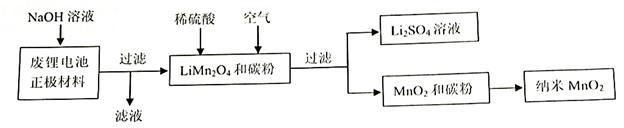 NaOH 溶液
稀硫酸
空气
废锂电池
正极材料
过滤
滤液
LiMn₂O₄ 和碳粉
过滤
Li₂SO₄ 溶液
MnO₂ 和碳粉
纳米 MnO₂